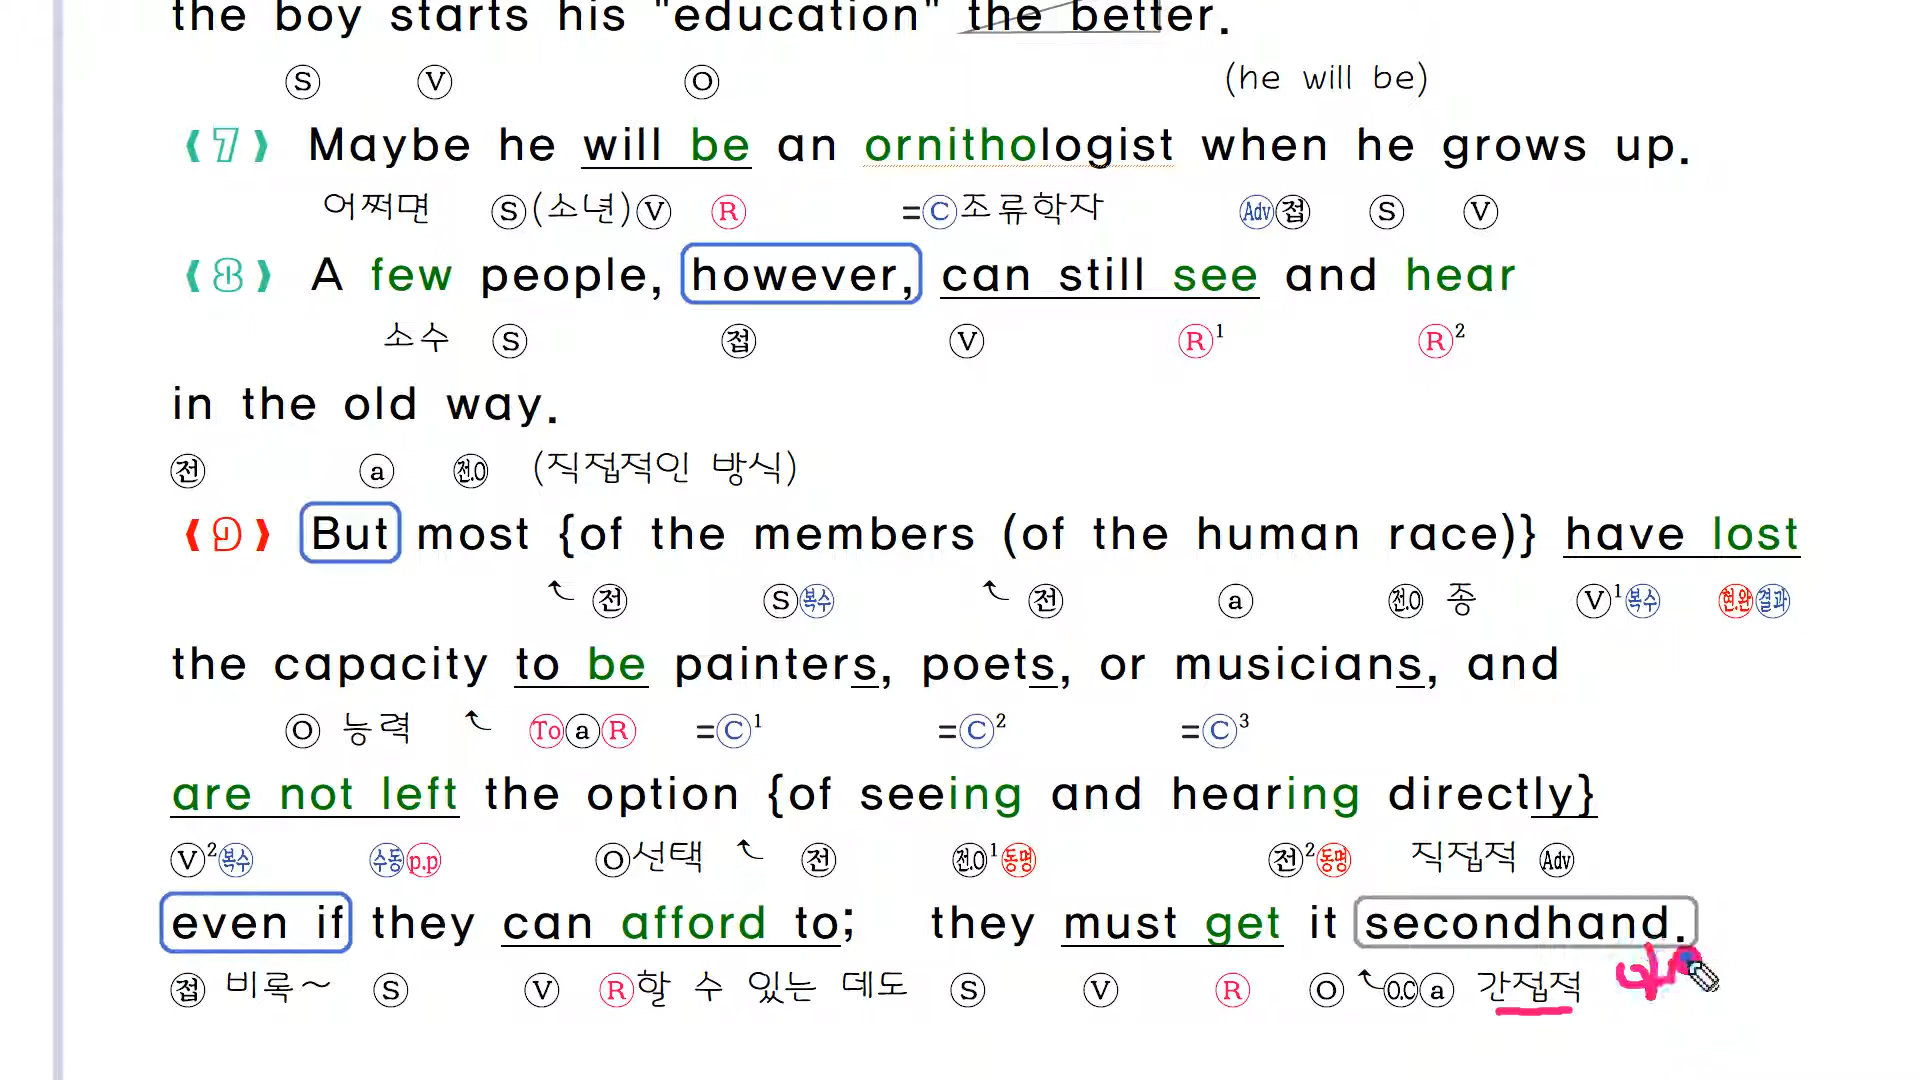 the boy starts his "education" the better.
Ⓢ Ⓥ Ⓞ (he will be)
❪7❫ Maybe he will be an ornithologist when he grows up.
어쩌면 Ⓢ(소년)Ⓥ Ⓡ =Ⓒ조류학자 Adv 접 Ⓢ Ⓥ
❪8❫ A few people, however, can still see and hear
소수 Ⓢ 접 Ⓥ Ⓡ¹ Ⓡ²
in the old way.
전 ⓐ 전.O (직접적인 방식)
❪9❫ But most {of the members (of the human race)} have lost
전 Ⓢ복수 전 ⓐ 전.O 종 Ⓥ¹복수 현.완 결과
the capacity to be painters, poets, or musicians, and
Ⓞ 능력 To ⓐ Ⓡ =Ⓒ¹ =Ⓒ² =Ⓒ³
are not left the option {of seeing and hearing directly}
Ⓥ²복수 수동 p.p Ⓞ선택 전 전.O¹동명 전²동명 직접적 Adv
even if they can afford to; they must get it secondhand.
접 비록~ Ⓢ Ⓥ Ⓡ할 수 있는 데도 Ⓢ Ⓥ Ⓡ Ⓞ O.C ⓐ 간접적